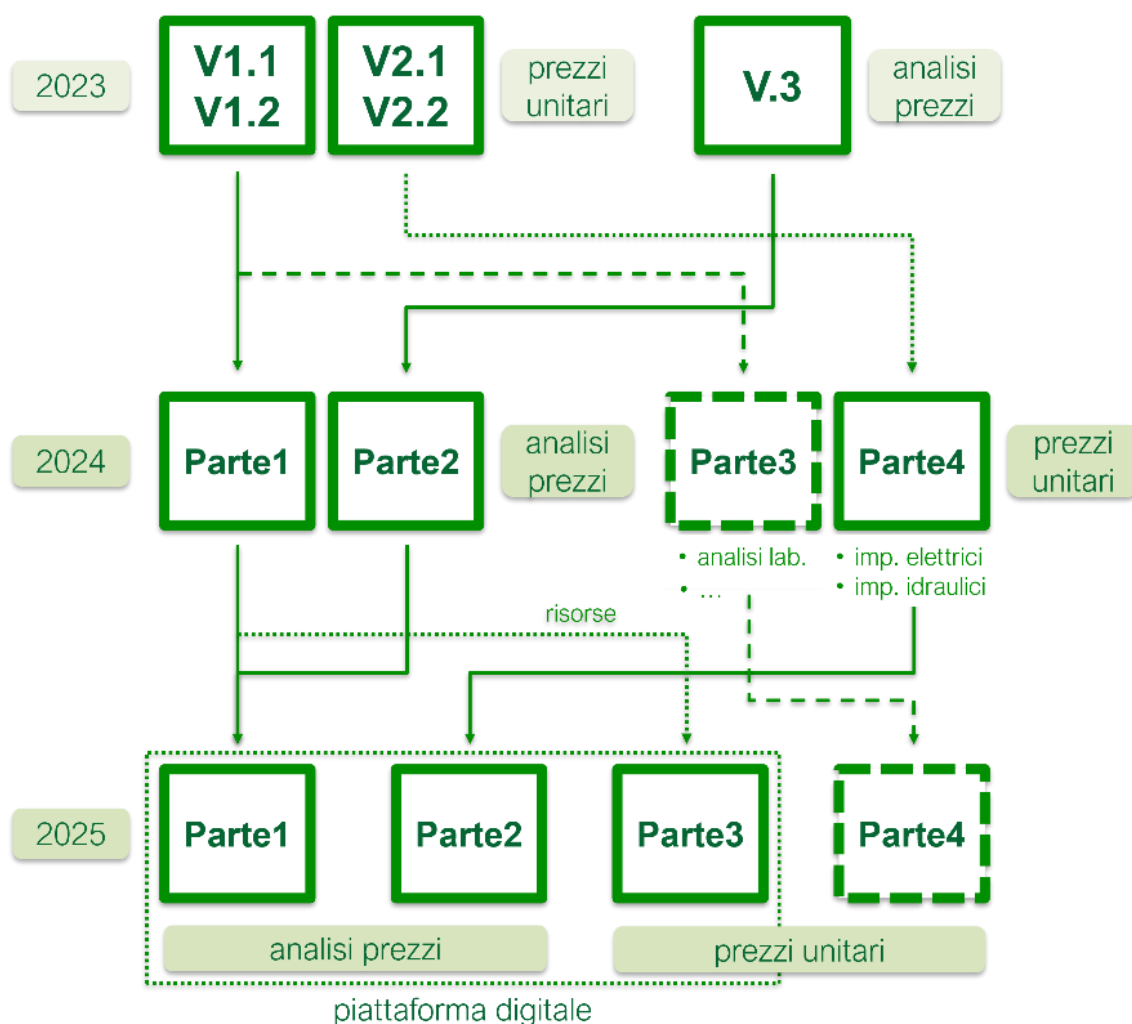 2023
V1.1
V1.2
V2.1
V2.2
prezzi
unitari
V.3
analisi
prezzi
2024
Parte1
Parte2
analisi
prezzi
Parte3
Parte4
prezzi
unitari
• analisi lab.
• ...
• imp. elettrici
• imp. idraulici
risorse
2025
Parte1
Parte2
Parte3
Parte4
analisi prezzi
prezzi unitari
piattaforma digitale